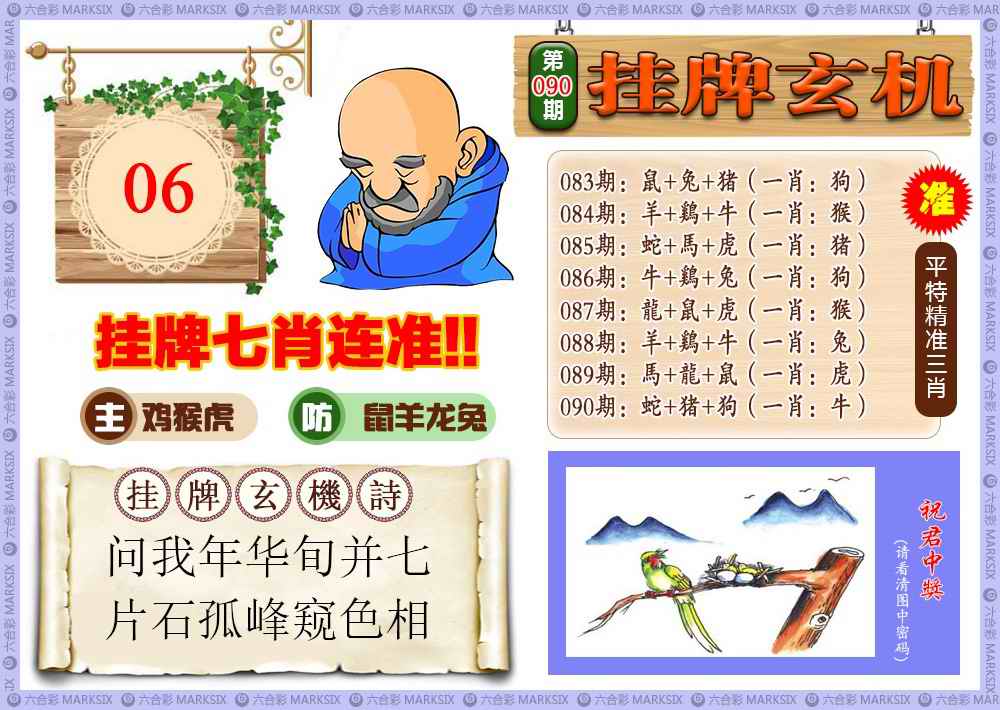 六合彩 MARKSIX
06
第
090
期
挂牌玄机
083期：鼠+兔+猪（一肖：狗）
084期：羊+鷄+牛（一肖：猴）
085期：蛇+馬+虎（一肖：猪）
086期：牛+鷄+兔（一肖：狗）
087期：龍+鼠+虎（一肖：猴）
088期：羊+鷄+牛（一肖：兔）
089期：馬+龍+鼠（一肖：虎）
090期：蛇+猪+狗（一肖：牛）
准
平特精准三肖
挂牌七肖连准!!
主 鸡猴虎
防 鼠羊龙兔
挂牌玄機詩
问我年华旬并七
片石孤峰窥色相
祝君中獎
（请看清图中密码）